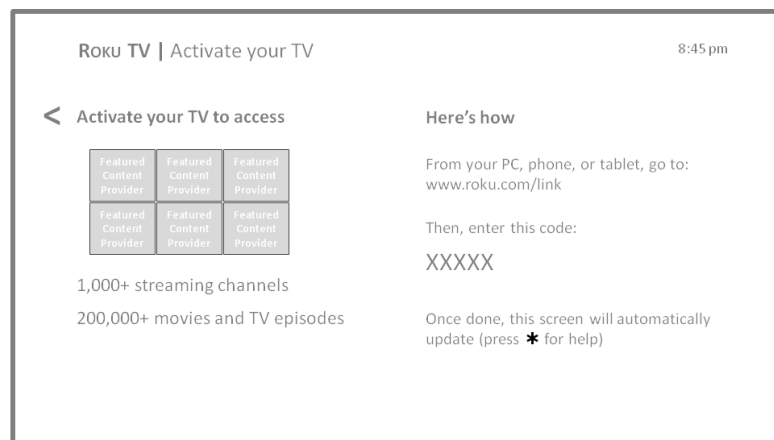 ROKU TV | Activate your TV
8:45 pm
< Activate your TV to access
Featured Featured Featured
Content Content Content
Provider Provider Provider
Featured Featured Featured
Content Content Content
Provider Provider Provider
1,000+ streaming channels
200,000+ movies and TV episodes
Here’s how
From your PC, phone, or tablet, go to:
www.roku.com/link
Then, enter this code:
XXXXX
Once done, this screen will automatically
update (press * for help)